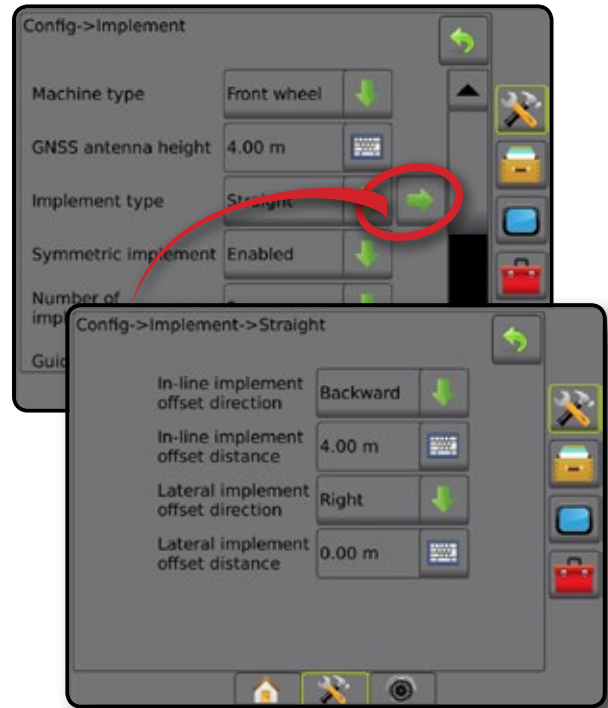 Config->Implement
Machine type Front wheel
GNSS antenna height 4.00 m
Implement type Straight
Symmetric implement Enabled
Number of
Config->Implement->Straight
In-line implement
offset direction Backward
In-line implement
offset distance 4.00 m
Lateral implement
offset direction Right
Lateral implement
offset distance 0.00 m